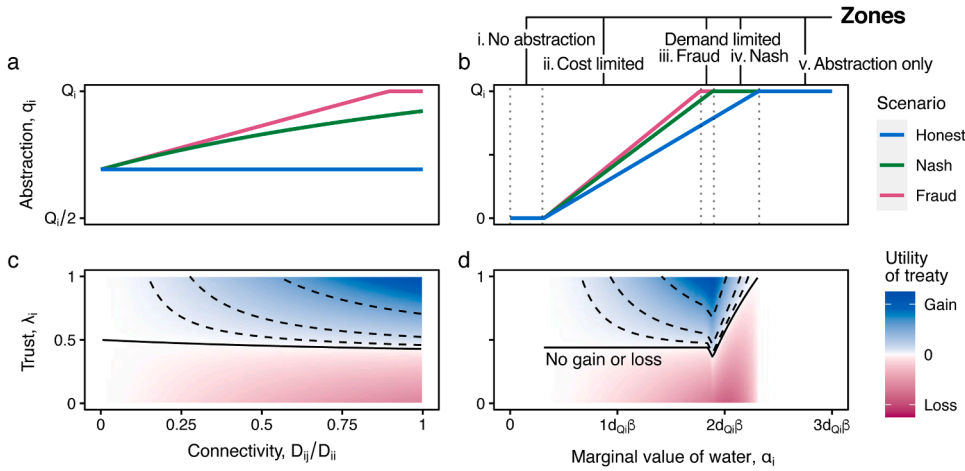 Zones
i. No abstraction
Demand limited
ii. Cost limited
iii. Fraud
iv. Nash
v. Abstraction only
a
b
Abstraction, qᵢ
Qᵢ
Qᵢ/2
Qᵢ
0
Scenario
Honest
Nash
Fraud
c
d
Trust, λᵢ
1
0.5
0
0
0.25
0.5
0.75
1
Connectivity, Dᵢⱼ/Dᵢᵢ
1
0.5
0
No gain or loss
0
1d_Qiβ
2d_Qiβ
3d_Qiβ
Marginal value of water, αᵢ
Utility
of treaty
Gain
0
Loss